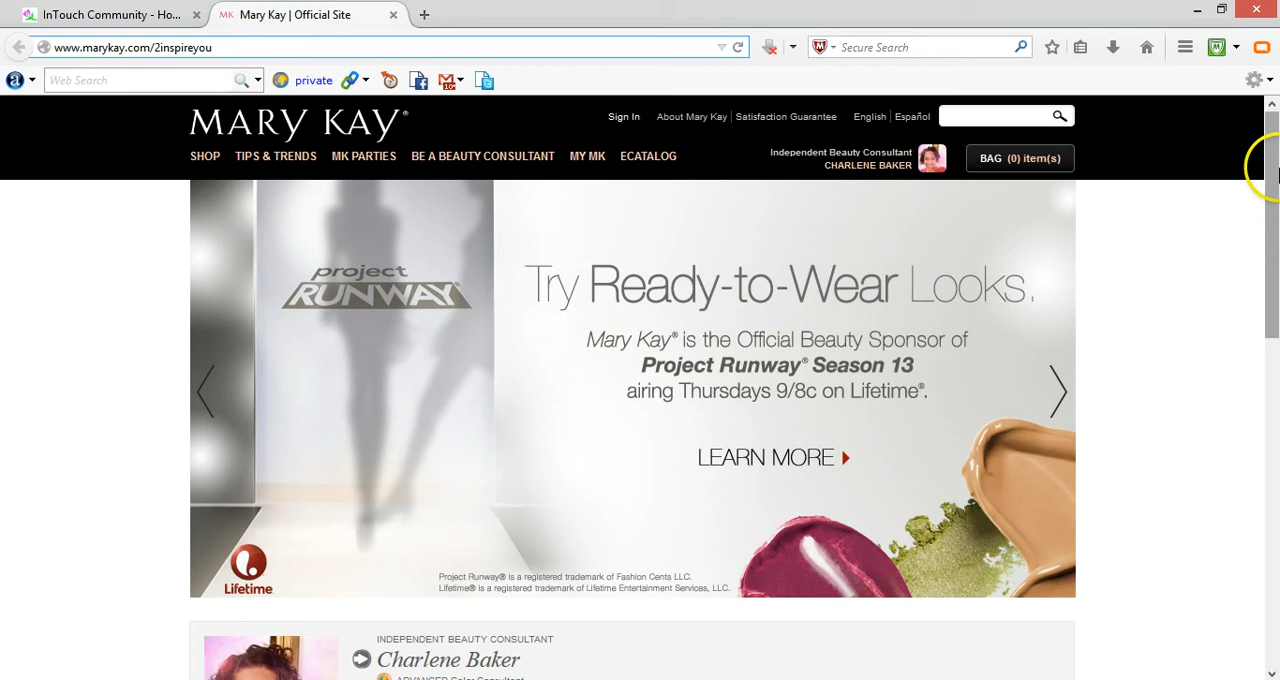 InTouch Community - Ho...
MK Mary Kay | Official Site
www.marykay.com/2inspireyou
Secure Search
Web Search
private
MARY KAY®
Sign In About Mary Kay | Satisfaction Guarantee English | Español
SHOP TIPS & TRENDS MK PARTIES BE A BEAUTY CONSULTANT MY MK ECATALOG
Independent Beauty Consultant
CHARLENE BAKER
BAG (0) item(s)
project
RUNWAY
Try Ready-to-Wear Looks.
Mary Kay® is the Official Beauty Sponsor of
Project Runway® Season 13
airing Thursdays 9/8c on Lifetime®.
LEARN MORE
Lifetime
Project Runway® is a registered trademark of Fashion Cents LLC.
Lifetime® is a registered trademark of Lifetime Entertainment Services, LLC.
INDEPENDENT BEAUTY CONSULTANT
Charlene Baker
ADVANCED Color Consultant